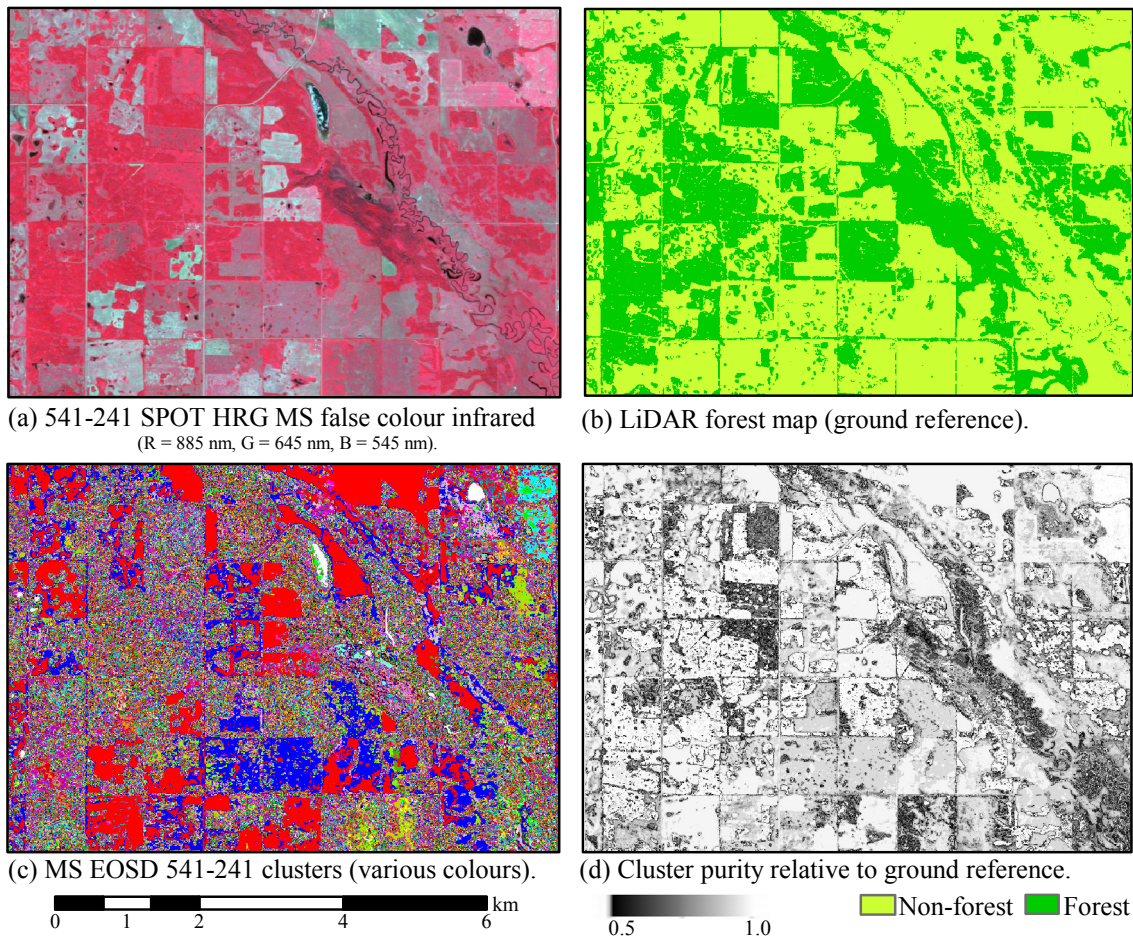 (a) 541-241 SPOT HRG MS false colour infrared
(R = 885 nm, G = 645 nm, B = 545 nm).
(b) LiDAR forest map (ground reference).
(c) MS EOSD 541-241 clusters (various colours).
(d) Cluster purity relative to ground reference.
0 1 2 4 6 km
0.5 1.0
Non-forest Forest